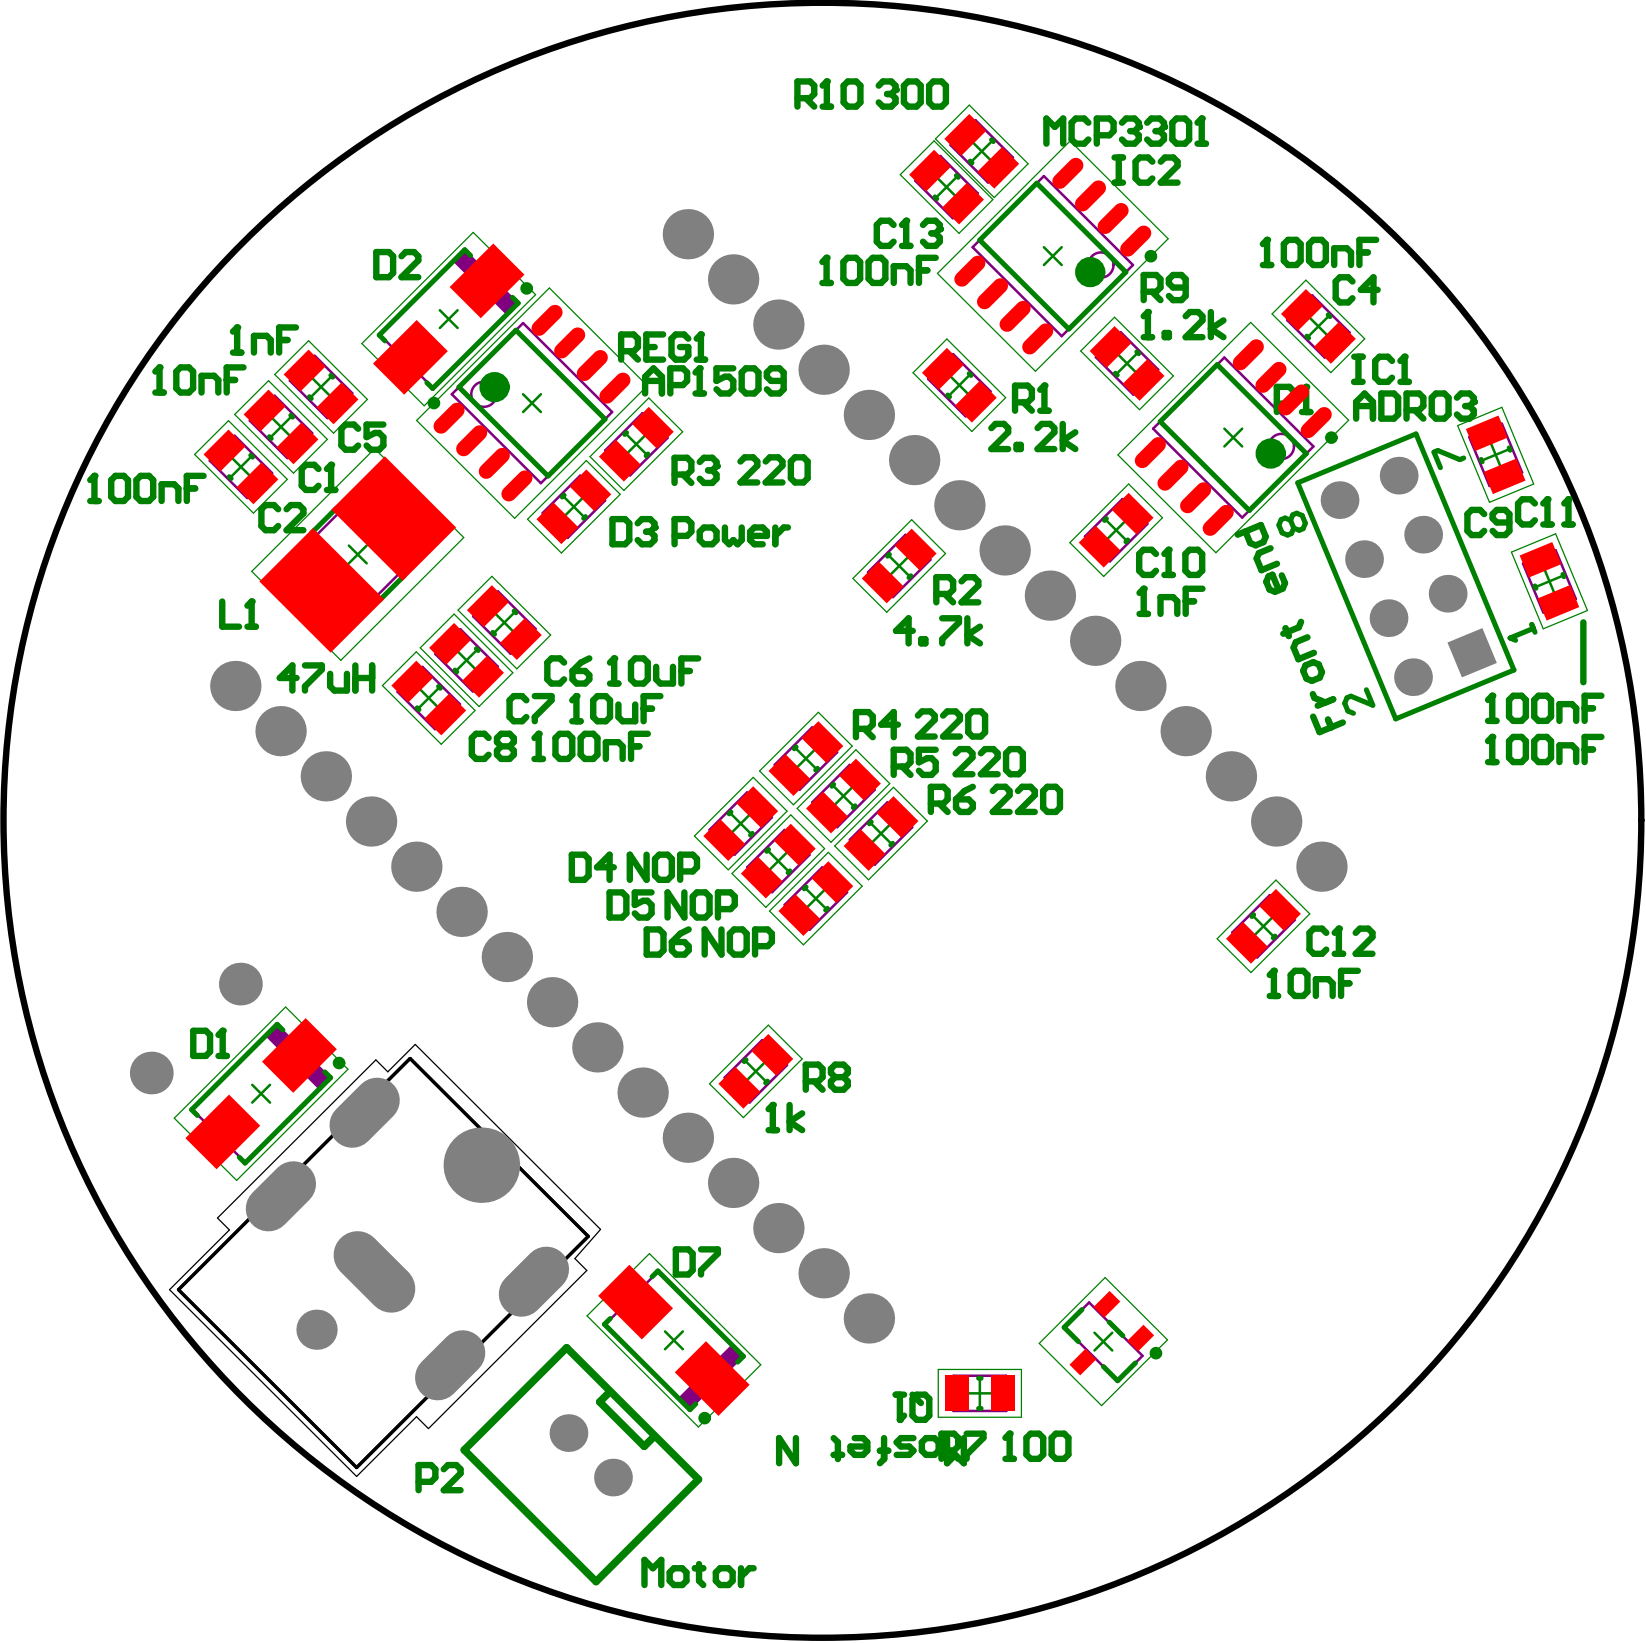 R10 300
MCP3301
IC2
C13
100nF
D2
1nF
10nF
C5
C1
100nF
C2
REG1
AP1509
R3 220
D3 Power
L1
47uH
C6 10uF
C7 10uF
C8 100nF
R9
1.2k
R1
2.2k
100nF
C4
IC1
ADR03
P1
C9
C11
C10
1nF
R2
4.7k
7
8
1
2
Front end
100nF
100nF
R4 220
R5 220
R6 220
D4 NOP
D5 NOP
D6 NOP
C12
10nF
D1
R8
1k
D7
P2
Motor
Q1
Mosfet N
R7 100